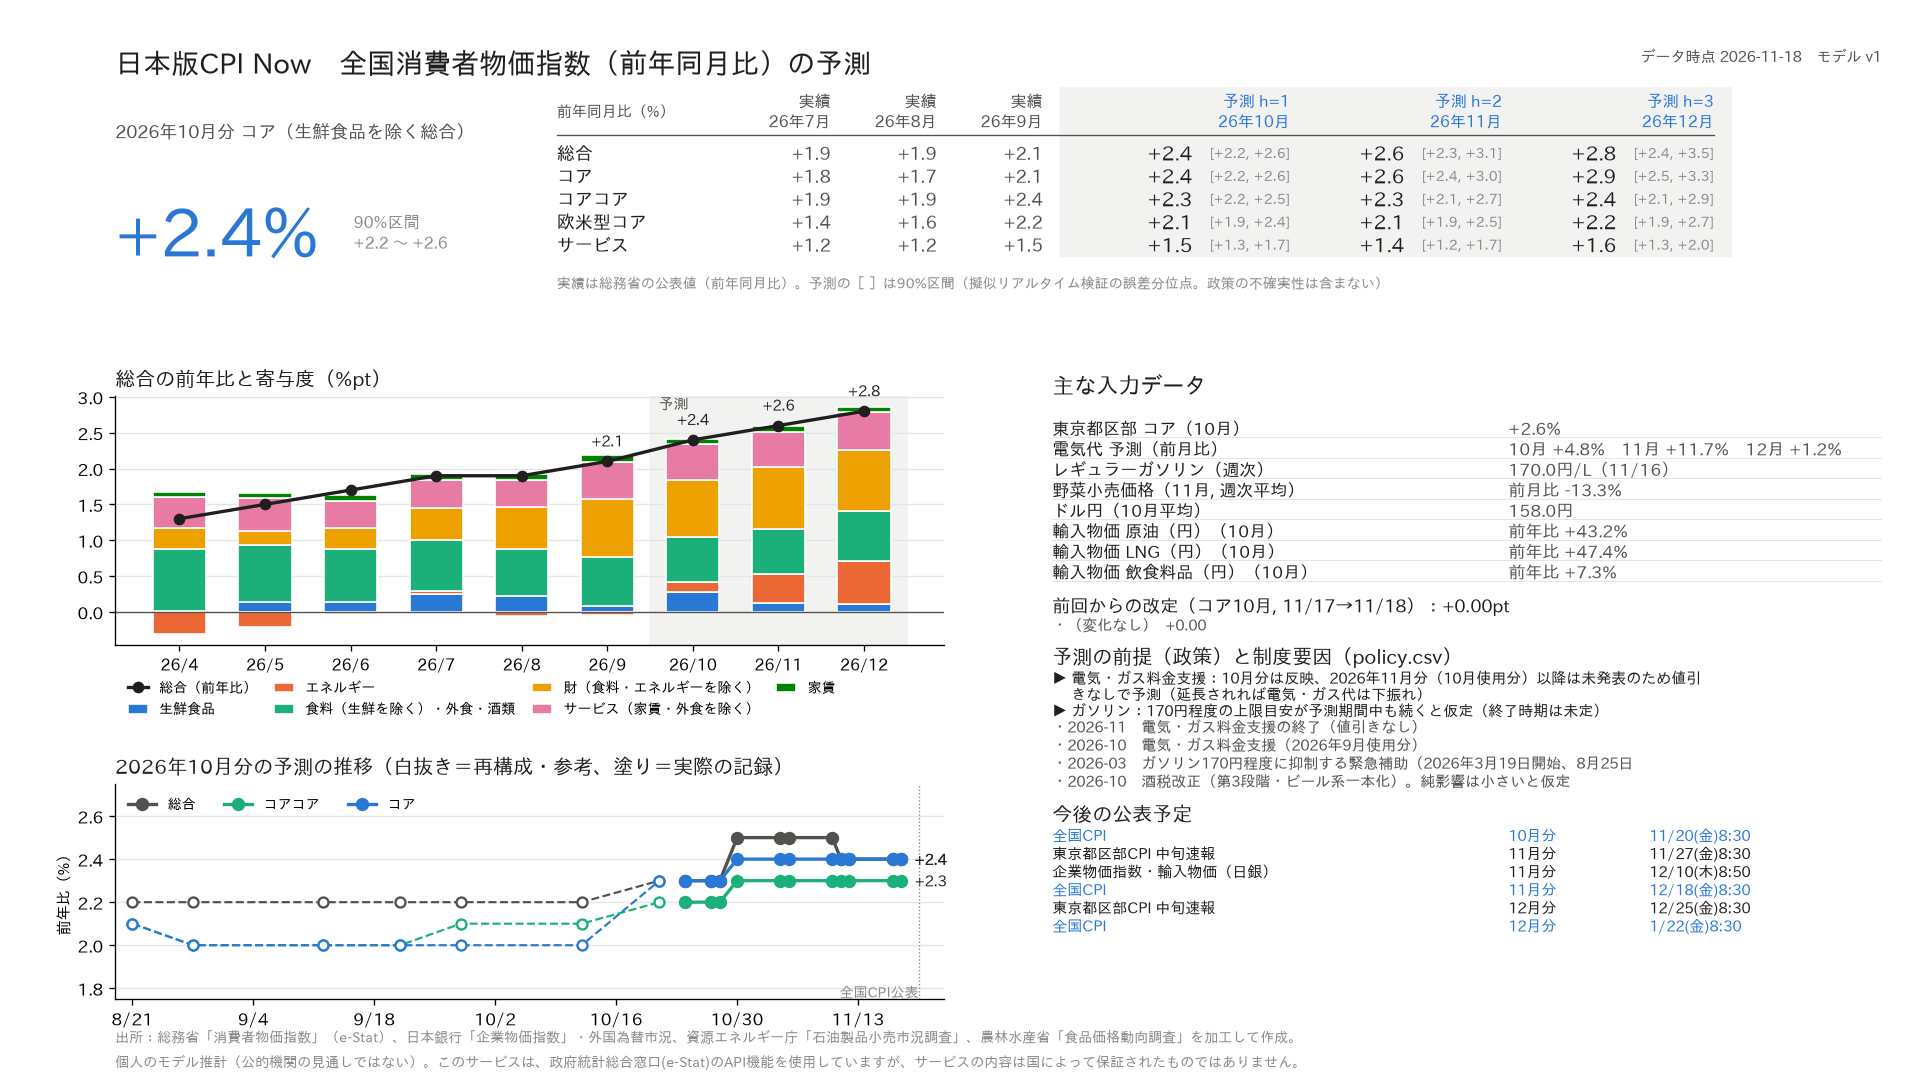 日本版CPI Now　全国消費者物価指数（前年同月比）の予測
データ時点 2026-11-18　モデル v1
2026年10月分 コア（生鮮食品を除く総合）
+2.4%
90%区間
+2.2 ～ +2.6
前年同月比（%） 実績 26年7月 実績 26年8月 実績 26年9月 予測 h=1 26年10月 予測 h=2 26年11月 予測 h=3 26年12月
総合 +1.9 +1.9 +2.1 +2.4 [+2.2, +2.6] +2.6 [+2.3, +3.1] +2.8 [+2.4, +3.5]
コア +1.8 +1.7 +2.1 +2.4 [+2.2, +2.6] +2.6 [+2.4, +3.0] +2.9 [+2.5, +3.3]
コアコア +1.9 +1.9 +2.4 +2.3 [+2.2, +2.5] +2.3 [+2.1, +2.7] +2.4 [+2.1, +2.9]
欧米型コア +1.4 +1.6 +2.2 +2.1 [+1.9, +2.4] +2.1 [+1.9, +2.5] +2.2 [+1.9, +2.7]
サービス +1.2 +1.2 +1.5 +1.5 [+1.3, +1.7] +1.4 [+1.2, +1.7] +1.6 [+1.3, +2.0]
実績は総務省の公表値（前年同月比）。予測の［ ］は90%区間（擬似リアルタイム検証の誤差分位点。政策の不確実性は含まない）
総合の前年比と寄与度（%pt）
3.0
2.5
2.0
1.5
1.0
0.5
0.0
予測
+2.1
+2.4
+2.6
+2.8
26/4 26/5 26/6 26/7 26/8 26/9 26/10 26/11 26/12
総合（前年比） エネルギー 財（食料・エネルギーを除く） 家賃
生鮮食品 食料（生鮮を除く）・外食・酒類 サービス（家賃・外食を除く）
2026年10月分の予測の推移（白抜き＝再構成・参考、塗り＝実際の記録）
総合 コアコア コア
前年比（%）
2.6
2.4
2.2
2.0
1.8
+2.4
+2.3
全国CPI公表
8/21 9/4 9/18 10/2 10/16 10/30 11/13
主な入力データ
東京都区部 コア（10月） +2.6%
電気代 予測（前月比） 10月 +4.8%　11月 +11.7%　12月 +1.2%
レギュラーガソリン（週次） 170.0円/L（11/16）
野菜小売価格（11月, 週次平均） 前月比 -13.3%
ドル円（10月平均） 158.0円
輸入物価 原油（円）（10月） 前年比 +43.2%
輸入物価 LNG（円）（10月） 前年比 +47.4%
輸入物価 飲食料品（円）（10月） 前年比 +7.3%
前回からの改定（コア10月, 11/17→11/18）：+0.00pt
・（変化なし） +0.00
予測の前提（政策）と制度要因（policy.csv）
▶ 電気・ガス料金支援：10月分は反映、2026年11月分（10月使用分）以降は未発表のため値引
きなしで予測（延長されれば電気・ガス代は下振れ）
▶ ガソリン：170円程度の上限目安が予測期間中も続くと仮定（終了時期は未定）
・2026-11　電気・ガス料金支援の終了（値引きなし）
・2026-10　電気・ガス料金支援（2026年9月使用分）
・2026-03　ガソリン170円程度に抑制する緊急補助（2026年3月19日開始、8月25日
・2026-10　酒税改正（第3段階・ビール系一本化）。純影響は小さいと仮定
今後の公表予定
全国CPI 10月分 11/20(金)8:30
東京都区部CPI 中旬速報 11月分 11/27(金)8:30
企業物価指数・輸入物価（日銀） 11月分 12/10(木)8:50
全国CPI 11月分 12/18(金)8:30
東京都区部CPI 中旬速報 12月分 12/25(金)8:30
全国CPI 12月分 1/22(金)8:30
出所：総務省「消費者物価指数」（e-Stat）、日本銀行「企業物価指数」・外国為替市況、資源エネルギー庁「石油製品小売市況調査」、農林水産省「食品価格動向調査」を加工して作成。
個人のモデル推計（公的機関の見通しではない）。このサービスは、政府統計総合窓口(e-Stat)のAPI機能を使用していますが、サービスの内容は国によって保証されたものではありません。